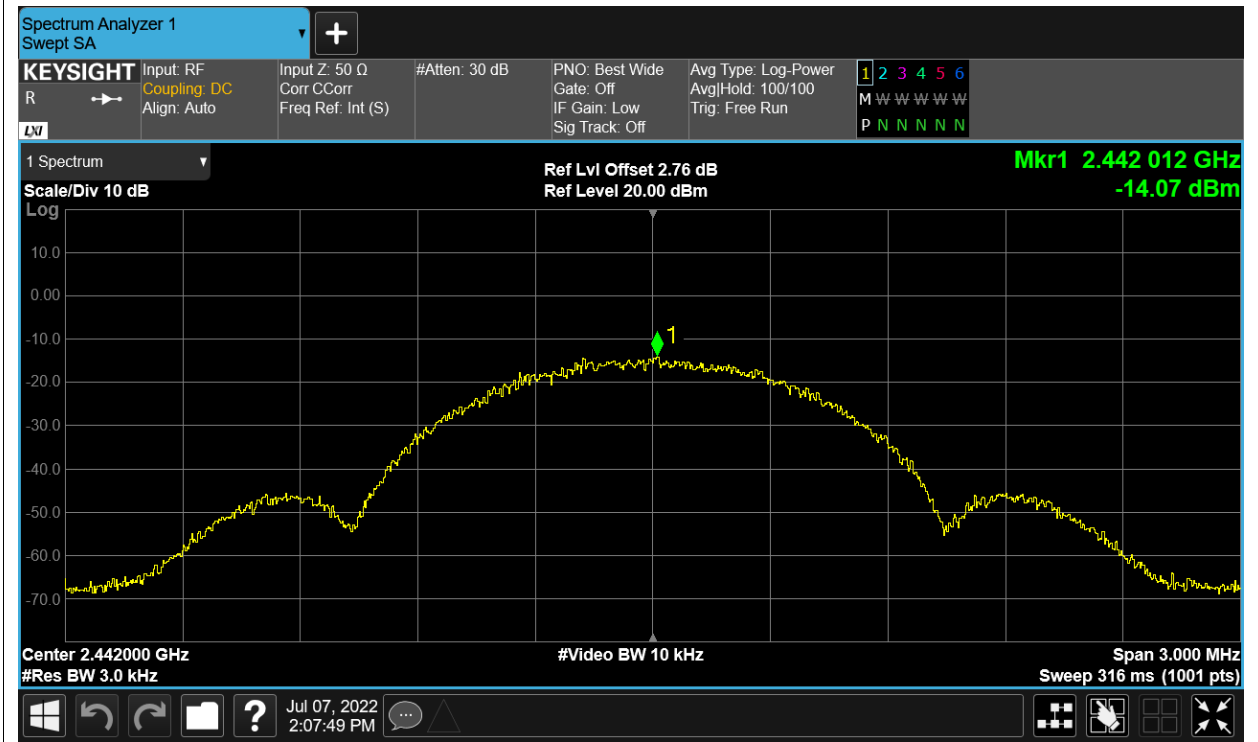 Spectrum Analyzer 1
Swept SA
+
KEYSIGHT
R
LXI
Input: RF
Coupling: DC
Align: Auto
Input Z: 50 Ω
Corr CCorr
Freq Ref: Int (S)
#Atten: 30 dB
PNO: Best Wide
Gate: Off
IF Gain: Low
Sig Track: Off
Avg Type: Log-Power
Avg|Hold: 100/100
Trig: Free Run
1 2 3 4 5 6
M W W W W W
P N N N N N
1 Spectrum
Scale/Div 10 dB
Log
Ref Lvl Offset 2.76 dB
Ref Level 20.00 dBm
Mkr1 2.442 012 GHz
-14.07 dBm
10.0
0.00
-10.0
-20.0
-30.0
-40.0
-50.0
-60.0
-70.0
1
Center 2.442000 GHz
#Res BW 3.0 kHz
#Video BW 10 kHz
Span 3.000 MHz
Sweep 316 ms (1001 pts)
?
Jul 07, 2022
2:07:49 PM